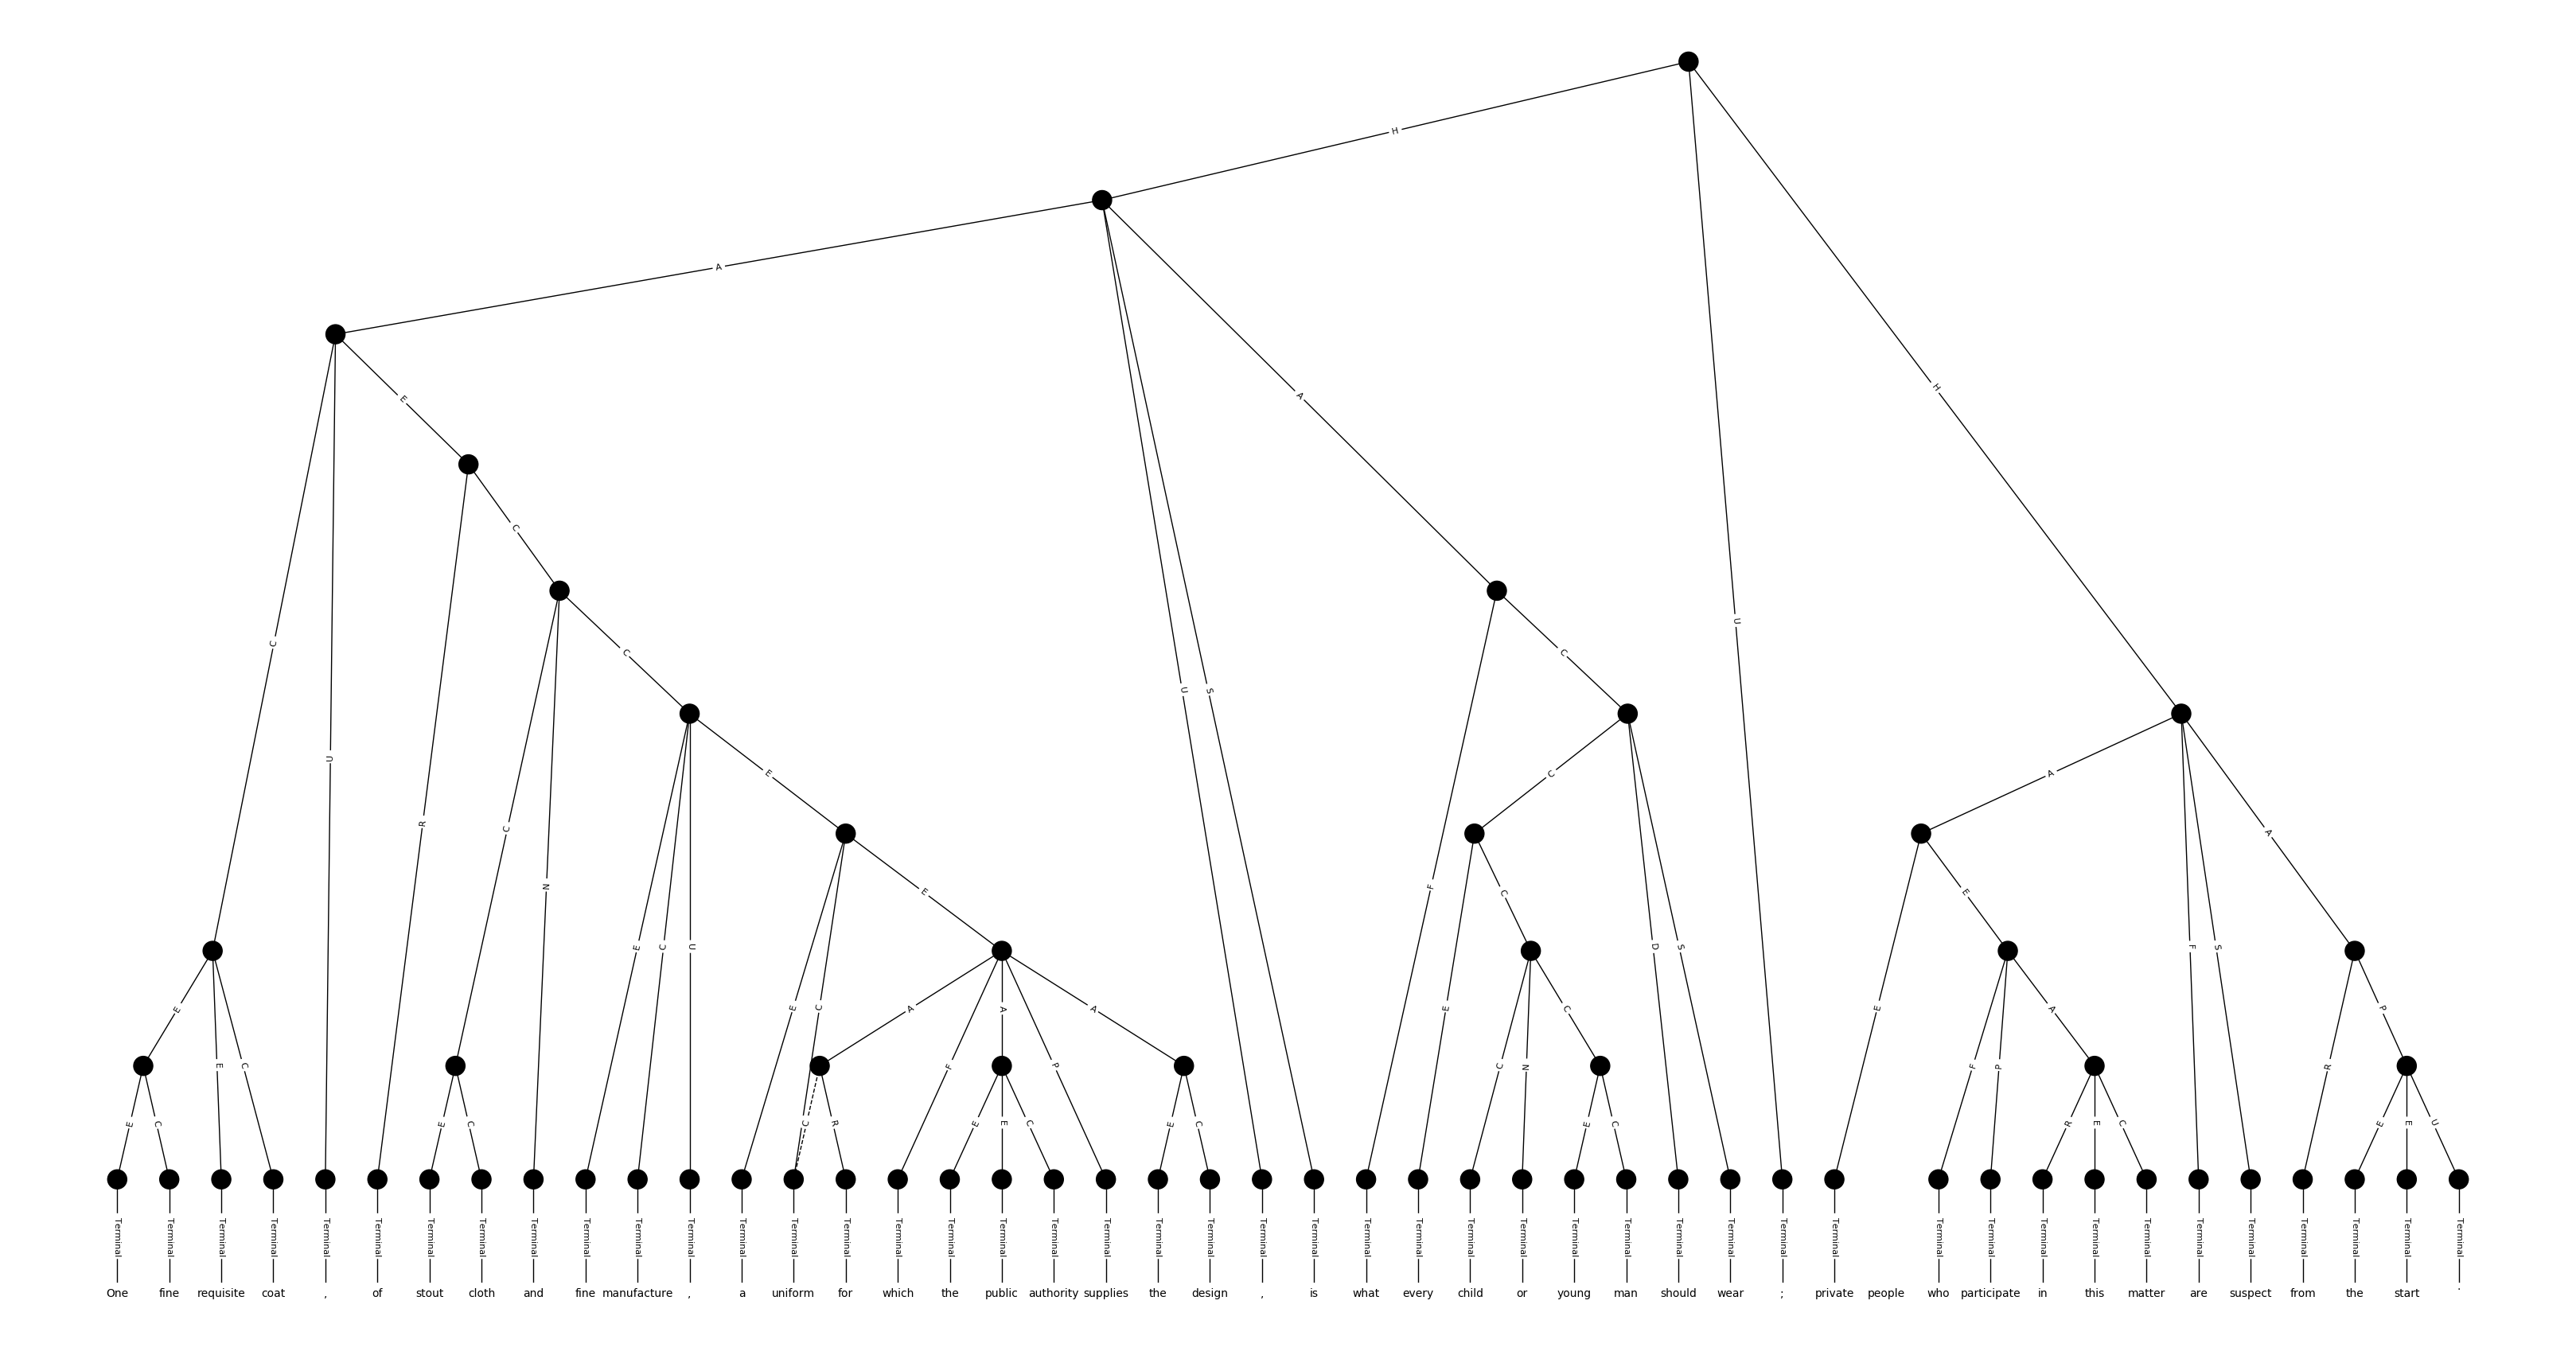 H
A
E
C
C
U
R
C
N
C
E
E
C
U
E
C
E
A
F
A
P
A
E
C
E
E
C
E
C
C
R
E
E
C
E
C
U
S
A
F
C
C
E
C
C
N
C
E
C
D
S
U
H
A
E
E
F
P
A
R
E
C
F
S
A
R
P
E
E
U
Terminal Terminal Terminal Terminal Terminal Terminal Terminal Terminal Terminal Terminal Terminal Terminal Terminal Terminal Terminal Terminal Terminal Terminal Terminal Terminal Terminal Terminal Terminal Terminal Terminal Terminal Terminal Terminal Terminal Terminal Terminal Terminal Terminal Terminal Terminal Terminal Terminal Terminal Terminal Terminal Terminal Terminal Terminal Terminal Terminal
One fine requisite coat , of stout cloth and fine manufacture , a uniform for which the public authority supplies the design , is what every child or young man should wear ; private people who participate in this matter are suspect from the start .